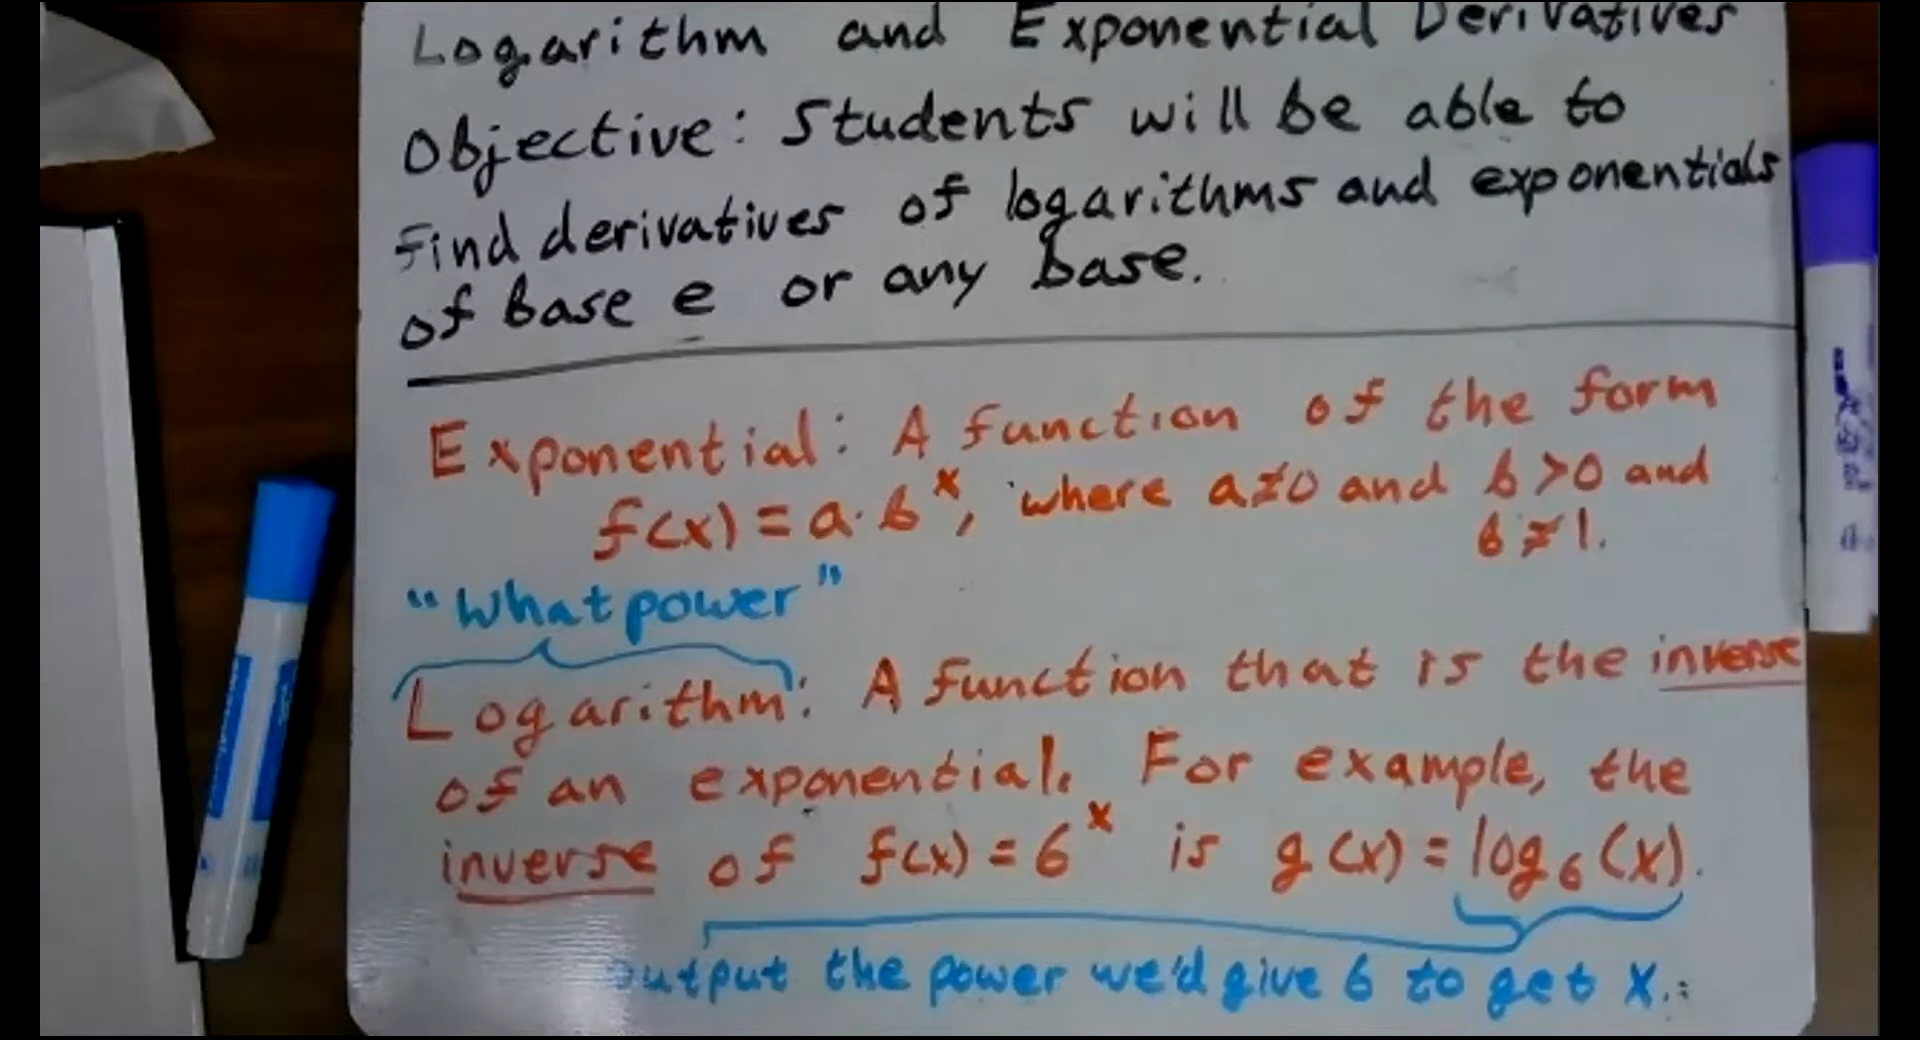 Logarithm and Exponential Derivatives
Objective: Students will be able to
Find derivatives of logarithms and exponentials
of base e or any base.
Exponential: A function of the form
f(x) = a·b^x, where a≠0 and b>0 and
b≠1.
"What power"
Logarithm: A function that is the inverse
of an exponential. For example, the
inverse of f(x) = 6^x is g(x) = log₆(x).
output the power we'd give 6 to get x.